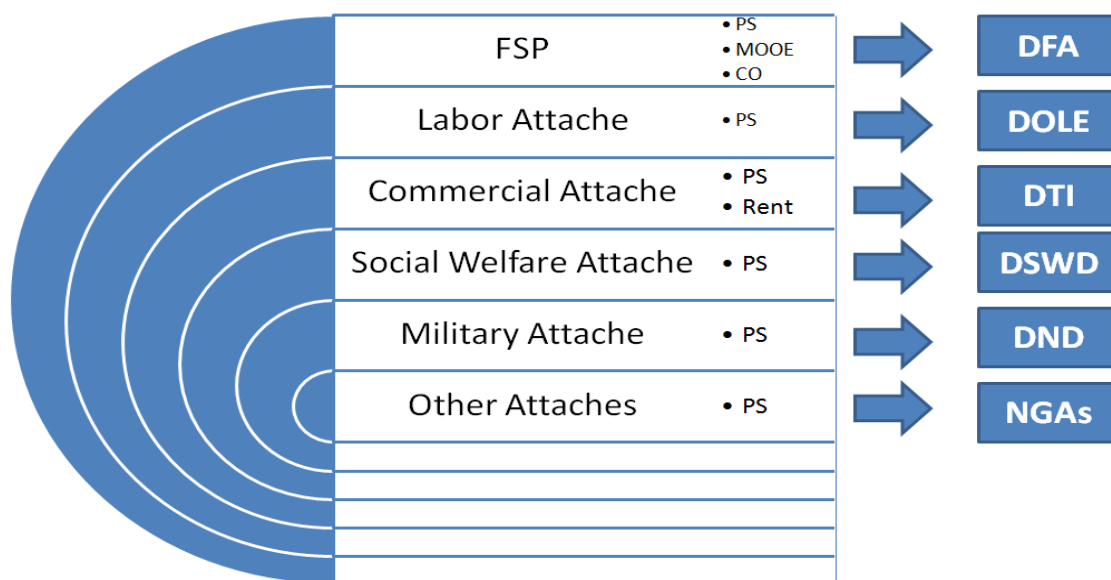 FSP
• PS
• MOOE
• CO
DFA
Labor Attache
• PS
DOLE
Commercial Attache
• PS
• Rent
DTI
Social Welfare Attache
• PS
DSWD
Military Attache
• PS
DND
Other Attaches
• PS
NGAs